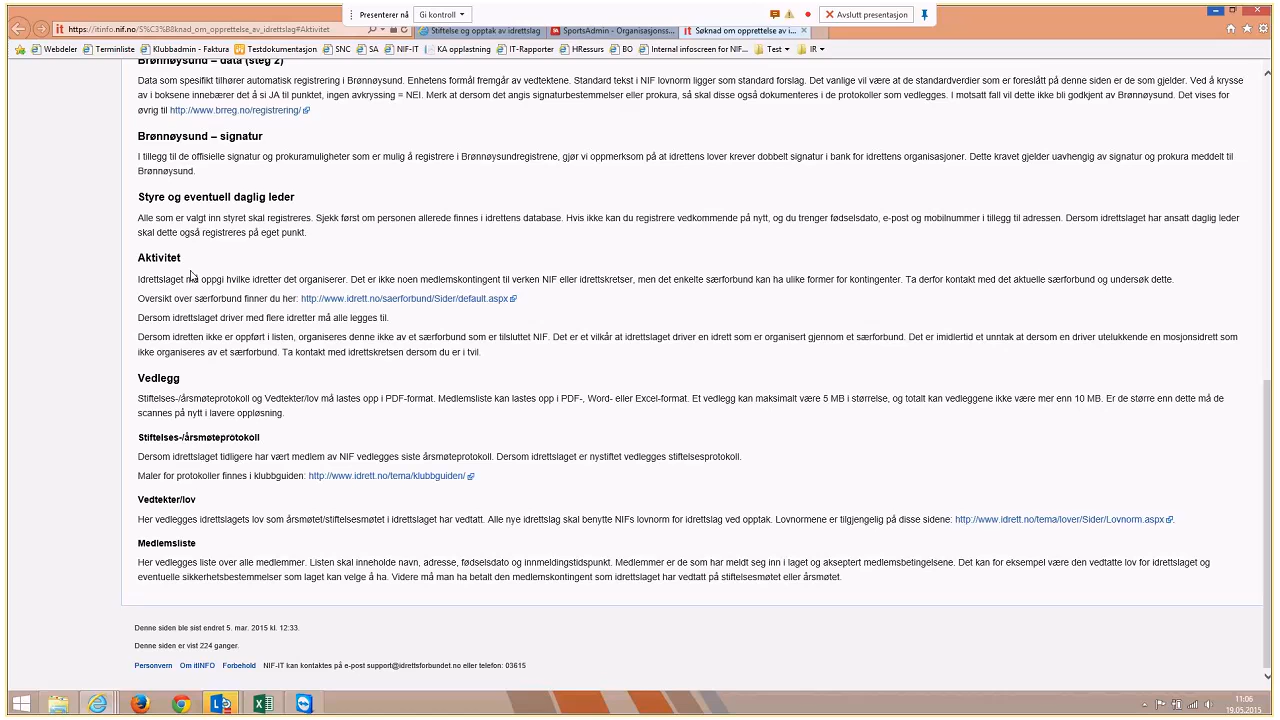 Presenterer nå
Gi kontroll
Avslutt presentasjon
https://itinfo.nif.no/S%C3%B8knad_om_opprettelse_av_idrettslag#Aktivitet
Stiftelse og opptak av idrettslag
SportsAdmin - Organisasjonss...
Søknad om opprettelse av i...
Webdeler
Terminliste
Klubbadmin - Faktura
Testdokumentasjon
SNC
SA
NIF-IT
KA opplastning
IT-Rapporter
HRessurs
BO
Internal infoscreen for NIF...
Test
IR
Brønnøysund – data (steg 2)
Data som spesifikt tilhører automatisk registrering i Brønnøysund. Enhetens formål fremgår av vedtektene. Standard tekst i NIF lovnorm ligger som standard forslag. Det vanlige vil være at de standardverdier som er foreslått på denne siden er de som gjelder. Ved å krysse
av i boksene innebærer det å si JA til punktet, ingen avkryssing = NEI. Merk at dersom det angis signaturbestemmelser eller prokura, så skal disse også dokumenteres i de protokoller som vedlegges. I motsatt fall vil dette ikke bli godkjent av Brønnøysund. Det vises for
øvrig til http://www.brreg.no/registrering/
Brønnøysund – signatur
I tillegg til de offisielle signatur og prokuramuligheter som er mulig å registrere i Brønnøysundregistrene, gjør vi oppmerksom på at idrettens lover krever dobbelt signatur i bank for idrettens organisasjoner. Dette kravet gjelder uavhengig av signatur og prokura meddelt til
Brønnøysund.
Styre og eventuell daglig leder
Alle som er valgt inn styret skal registreres. Sjekk først om personen allerede finnes i idrettens database. Hvis ikke kan du registrere vedkommende på nytt, og du trenger fødselsdato, e-post og mobilnummer i tillegg til adressen. Dersom idrettslaget har ansatt daglig leder
skal dette også registreres på eget punkt.
Aktivitet
Idrettslaget må oppgi hvilke idretter det organiserer. Det er ikke noen medlemskontingent til verken NIF eller idrettskretser, men det enkelte særforbund kan ha ulike former for kontingenter. Ta derfor kontakt med det aktuelle særforbund og undersøk dette.
Oversikt over særforbund finner du her: http://www.idrett.no/saerforbund/Sider/default.aspx
Dersom idrettslaget driver med flere idretter må alle legges til.
Dersom idretten ikke er oppført i listen, organiseres denne ikke av et særforbund som er tilsluttet NIF. Det er et vilkår at idrettslaget driver en idrett som er organisert gjennom et særforbund. Det er imidlertid et unntak at dersom en driver utelukkende en mosjonsidrett som
ikke organiseres av et særforbund. Ta kontakt med idrettskretsen dersom du er i tvil.
Vedlegg
Stiftelses-/årsmøteprotokoll og Vedtekter/lov må lastes opp i PDF-format. Medlemsliste kan lastes opp i PDF-, Word- eller Excel-format. Et vedlegg kan maksimalt være 5 MB i størrelse, og totalt kan vedleggene ikke være mer enn 10 MB. Er de større enn dette må de
scannes på nytt i lavere oppløsning.
Stiftelses-/årsmøteprotokoll
Dersom idrettslaget tidligere har vært medlem av NIF vedlegges siste årsmøteprotokoll. Dersom idrettslaget er nystiftet vedlegges stiftelsesprotokoll.
Maler for protokoller finnes i klubbguiden: http://www.idrett.no/tema/klubbguiden/
Vedtekter/lov
Her vedlegges idrettslagets lov som årsmøtet/stiftelsesmøtet i idrettslaget har vedtatt. Alle nye idrettslag skal benytte NIFs lovnorm for idrettslag ved opptak. Lovnormene er tilgjengelig på disse sidene: http://www.idrett.no/tema/lover/Sider/Lovnorm.aspx.
Medlemsliste
Her vedlegges liste over alle medlemmer. Listen skal inneholde navn, adresse, fødselsdato og innmeldingstidspunkt. Medlemmer er de som har meldt seg inn i laget og akseptert medlemsbetingelsene. Det kan for eksempel være den vedtatte lov for idrettslaget og
eventuelle sikkerhetsbestemmelser som laget kan velge å ha. Videre må man ha betalt den medlemskontingent som idrettslaget har vedtatt på stiftelsesmøtet eller årsmøtet.
Denne siden ble sist endret 5. mar. 2015 kl. 12:33.
Denne siden er vist 224 ganger.
Personvern Om itINFO Forbehold NIF-IT kan kontaktes på e-post support@idrettsforbundet.no eller telefon: 03615
11:06
19.05.2015